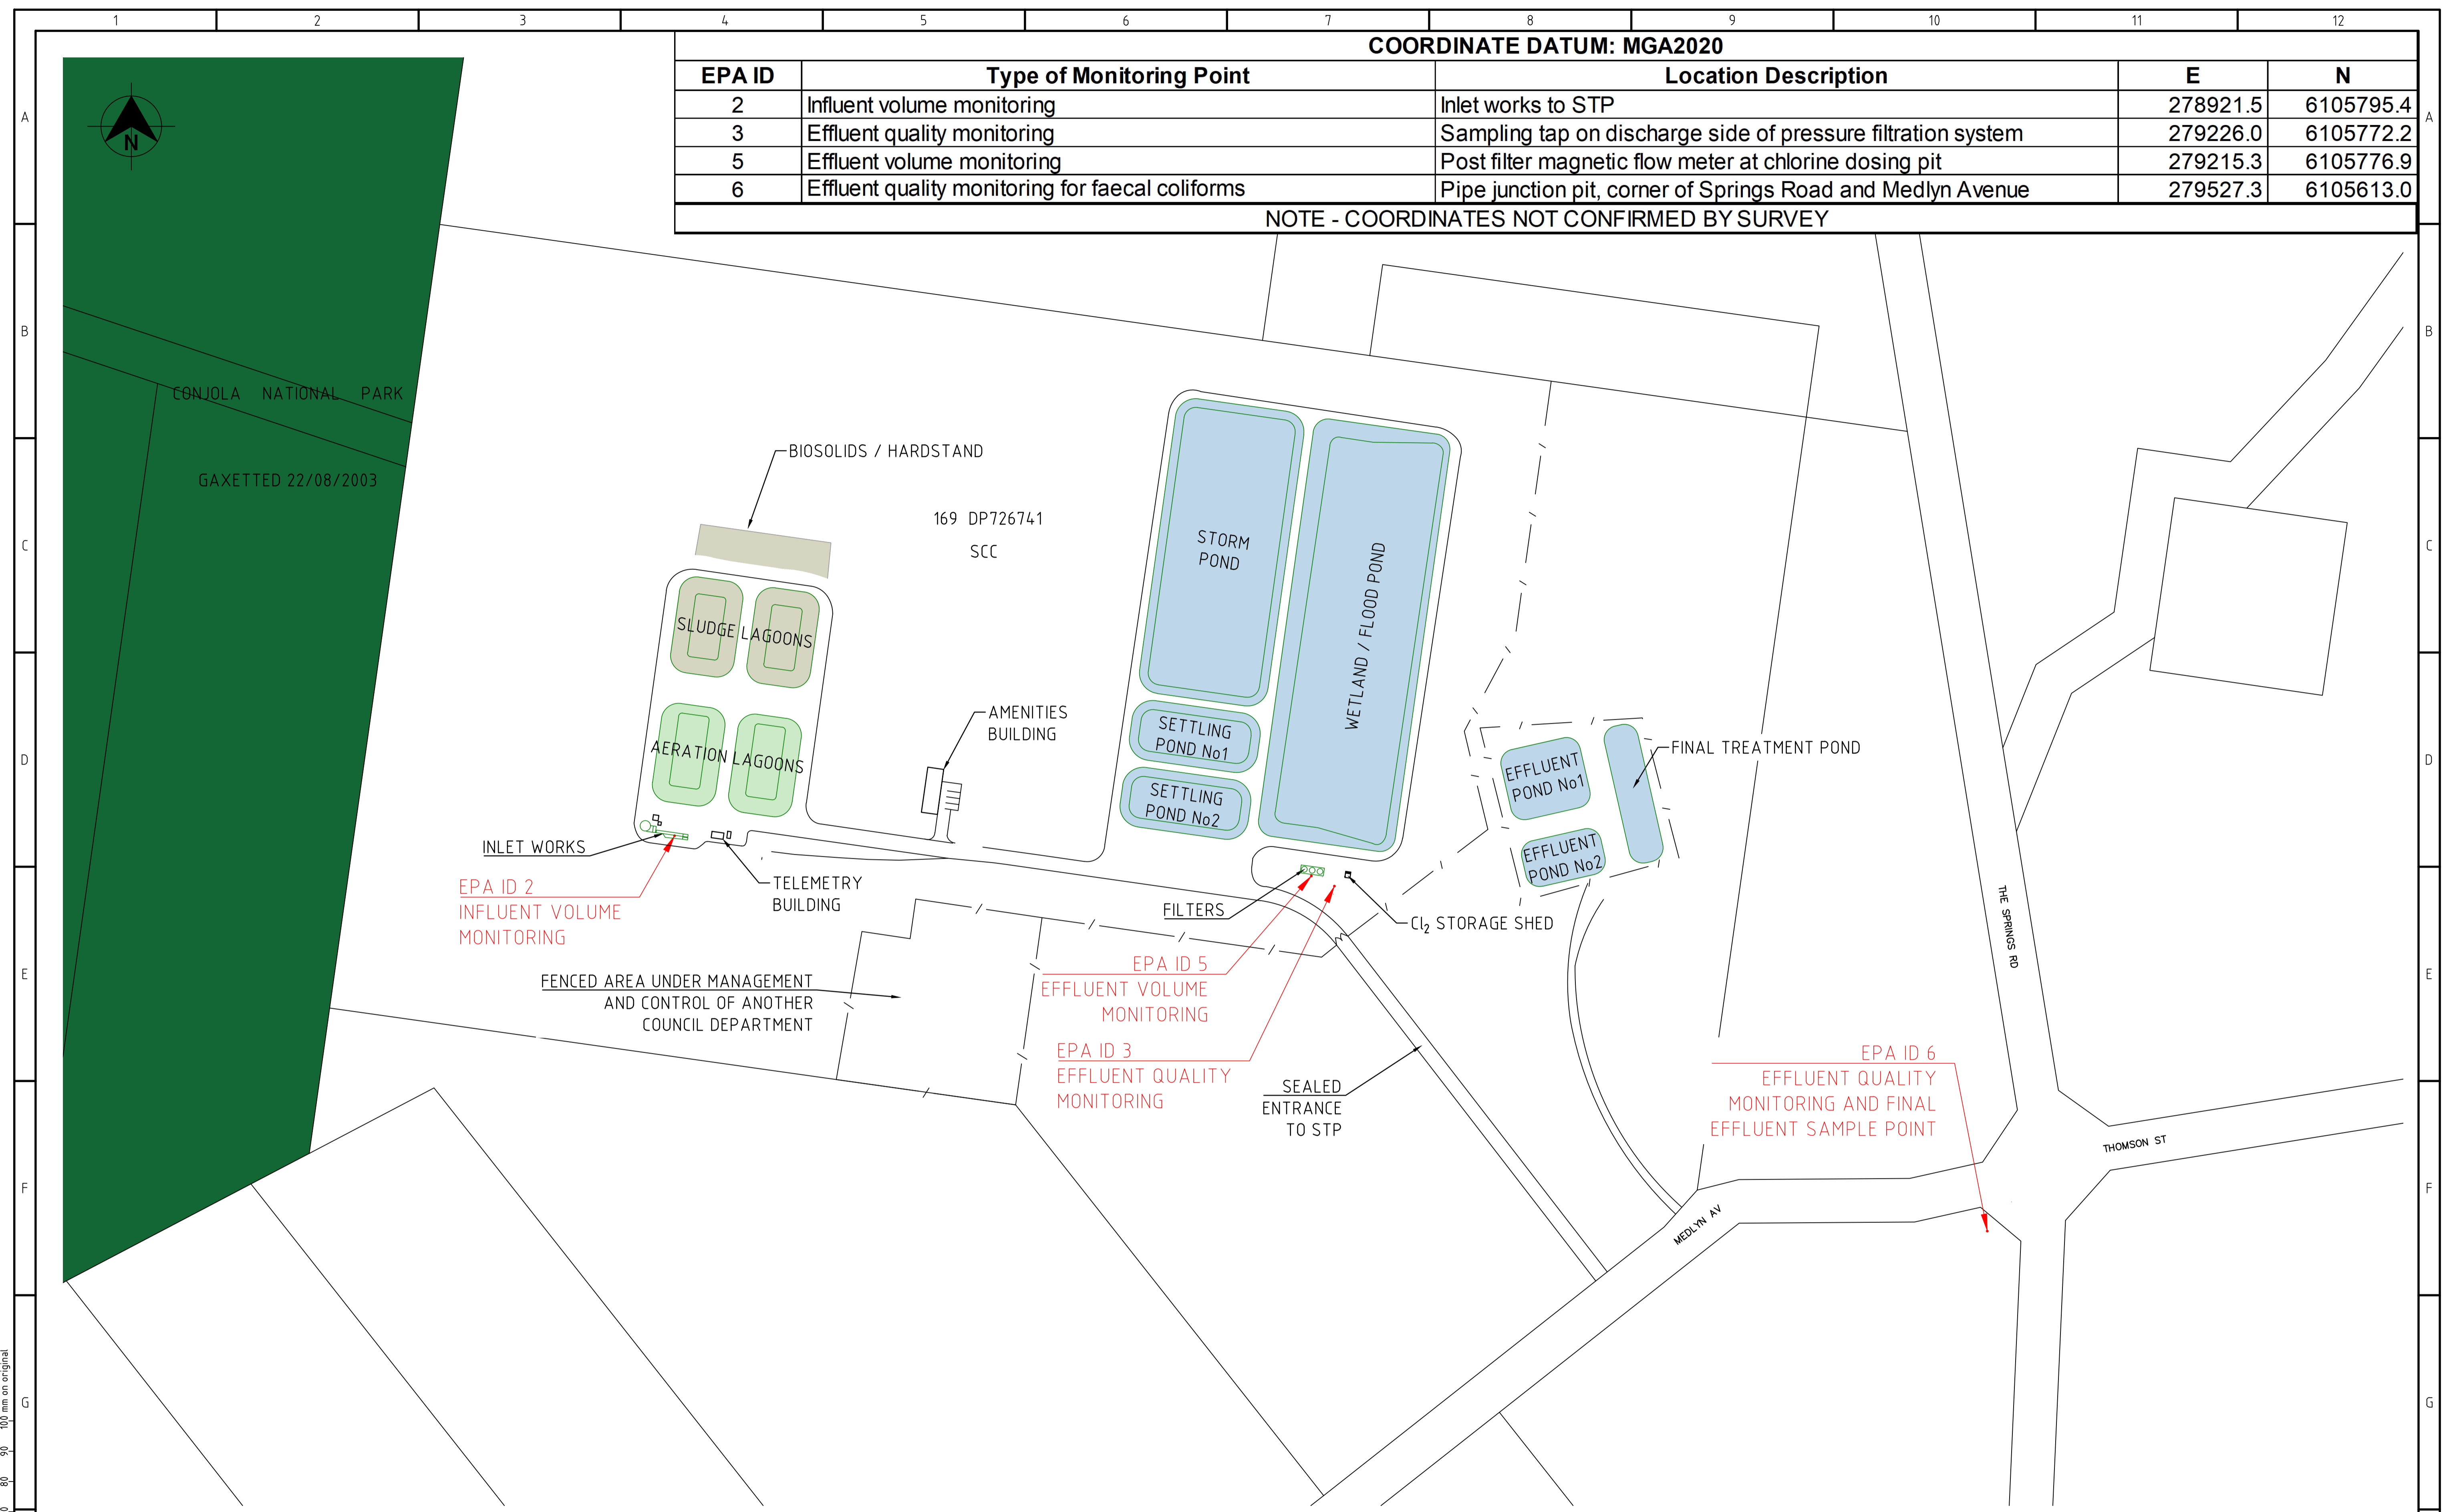 1 2 3 4 5 6 7 8 9 10 11 12
COORDINATE DATUM: MGA2020
EPA ID Type of Monitoring Point Location Description E N
2 Influent volume monitoring Inlet works to STP 278921.5 6105795.4
3 Effluent quality monitoring Sampling tap on discharge side of pressure filtration system 279226.0 6105772.2
5 Effluent volume monitoring Post filter magnetic flow meter at chlorine dosing pit 279215.3 6105776.9
6 Effluent quality monitoring for faecal coliforms Pipe junction pit, corner of Springs Road and Medlyn Avenue 279527.3 6105613.0
NOTE - COORDINATES NOT CONFIRMED BY SURVEY
A A
N
B B
CONJOLA NATIONAL PARK
GAXETTED 22/08/2003
BIOSOLIDS / HARDSTAND
169 DP726741
SCC
C C
STORM
POND
WETLAND / FLOOD POND
SLUDGE LAGOONS
AERATION LAGOONS
AMENITIES
BUILDING
SETTLING
POND No1
SETTLING
POND No2
D D
EFFLUENT
POND No1
FINAL TREATMENT POND
EFFLUENT
POND No2
INLET WORKS
EPA ID 2
INFLUENT VOLUME
MONITORING
TELEMETRY
BUILDING
FILTERS
Cl₂ STORAGE SHED
THE SPRINGS RD
E E
FENCED AREA UNDER MANAGEMENT
AND CONTROL OF ANOTHER
COUNCIL DEPARTMENT
EPA ID 5
EFFLUENT VOLUME
MONITORING
EPA ID 3
EFFLUENT QUALITY
MONITORING
SEALED
ENTRANCE
TO STP
EPA ID 6
EFFLUENT QUALITY
MONITORING AND FINAL
EFFLUENT SAMPLE POINT
THOMSON ST
F F
MEDLYN AV
G G
80 90 100 mm on original